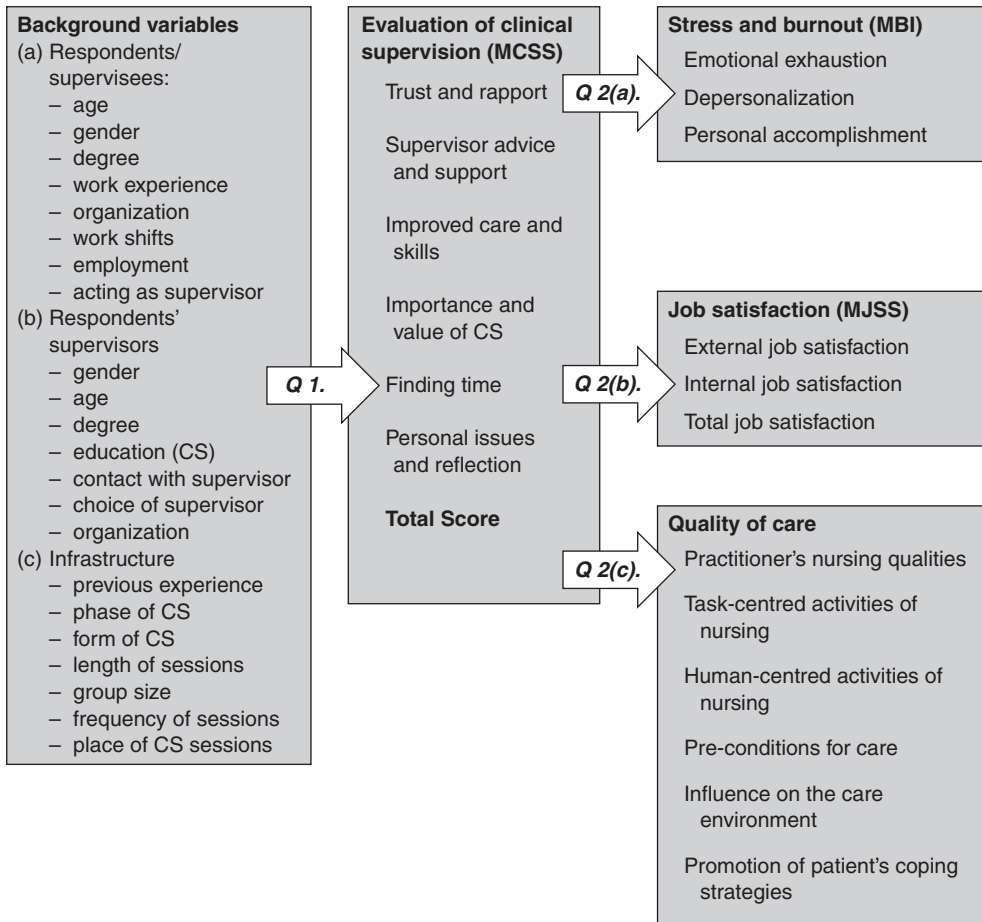 Background variables
(a) Respondents/
supervisees:
– age
– gender
– degree
– work experience
– organization
– work shifts
– employment
– acting as supervisor
(b) Respondents’
supervisors
– gender
– age
– degree
– education (CS)
– contact with supervisor
– choice of supervisor
– organization
(c) Infrastructure
– previous experience
– phase of CS
– form of CS
– length of sessions
– group size
– frequency of sessions
– place of CS sessions
Q 1.
Evaluation of clinical
supervision (MCSS)
Trust and rapport
Supervisor advice
and support
Improved care and
skills
Importance and
value of CS
Finding time
Personal issues
and reflection
Total Score
Q 2(a).
Stress and burnout (MBI)
Emotional exhaustion
Depersonalization
Personal accomplishment
Q 2(b).
Job satisfaction (MJSS)
External job satisfaction
Internal job satisfaction
Total job satisfaction
Q 2(c).
Quality of care
Practitioner’s nursing qualities
Task-centred activities of
nursing
Human-centred activities of
nursing
Pre-conditions for care
Influence on the care
environment
Promotion of patient’s coping
strategies